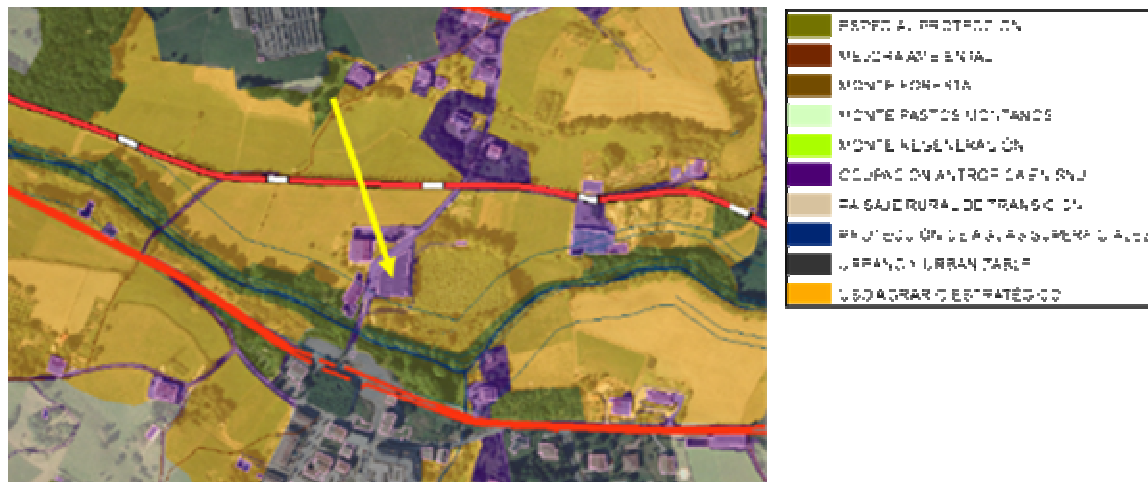 ESPECIAL PROTECCIÓN
MEJORA AMBIENTAL
MONTE FORESTAL
MONTE PASTOS MONTANOS
MONTE REGENERACIÓN
OCUPACIÓN ANTRÓPICA EN SNU
PAISAJE RURAL DE TRANSICIÓN
PROTECCIÓN DE AGUAS SUPERFICIALES
URBANO Y URBANIZABLE
USO AGRARIO ESTRATÉGICO